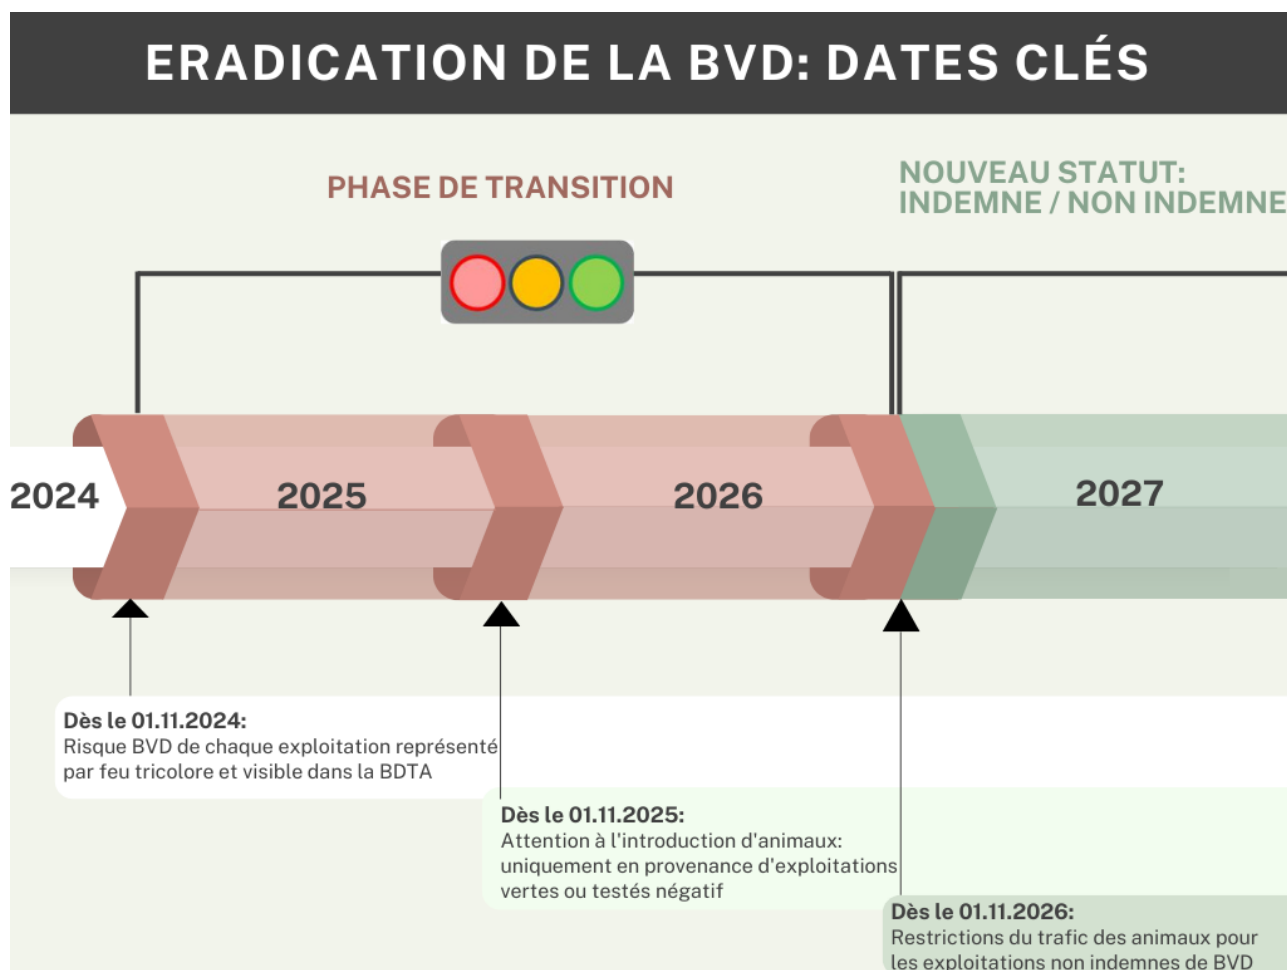 ERADICATION DE LA BVD: DATES CLÉS
PHASE DE TRANSITION
NOUVEAU STATUT:
INDEMNE / NON INDEMNE
2024
2025
2026
2027
Dès le 01.11.2024:
Risque BVD de chaque exploitation représenté
par feu tricolore et visible dans la BDTA
Dès le 01.11.2025:
Attention à l'introduction d'animaux:
uniquement en provenance d'exploitations
vertes ou testés négatif
Dès le 01.11.2026:
Restrictions du trafic des animaux pour
les exploitations non indemnes de BVD